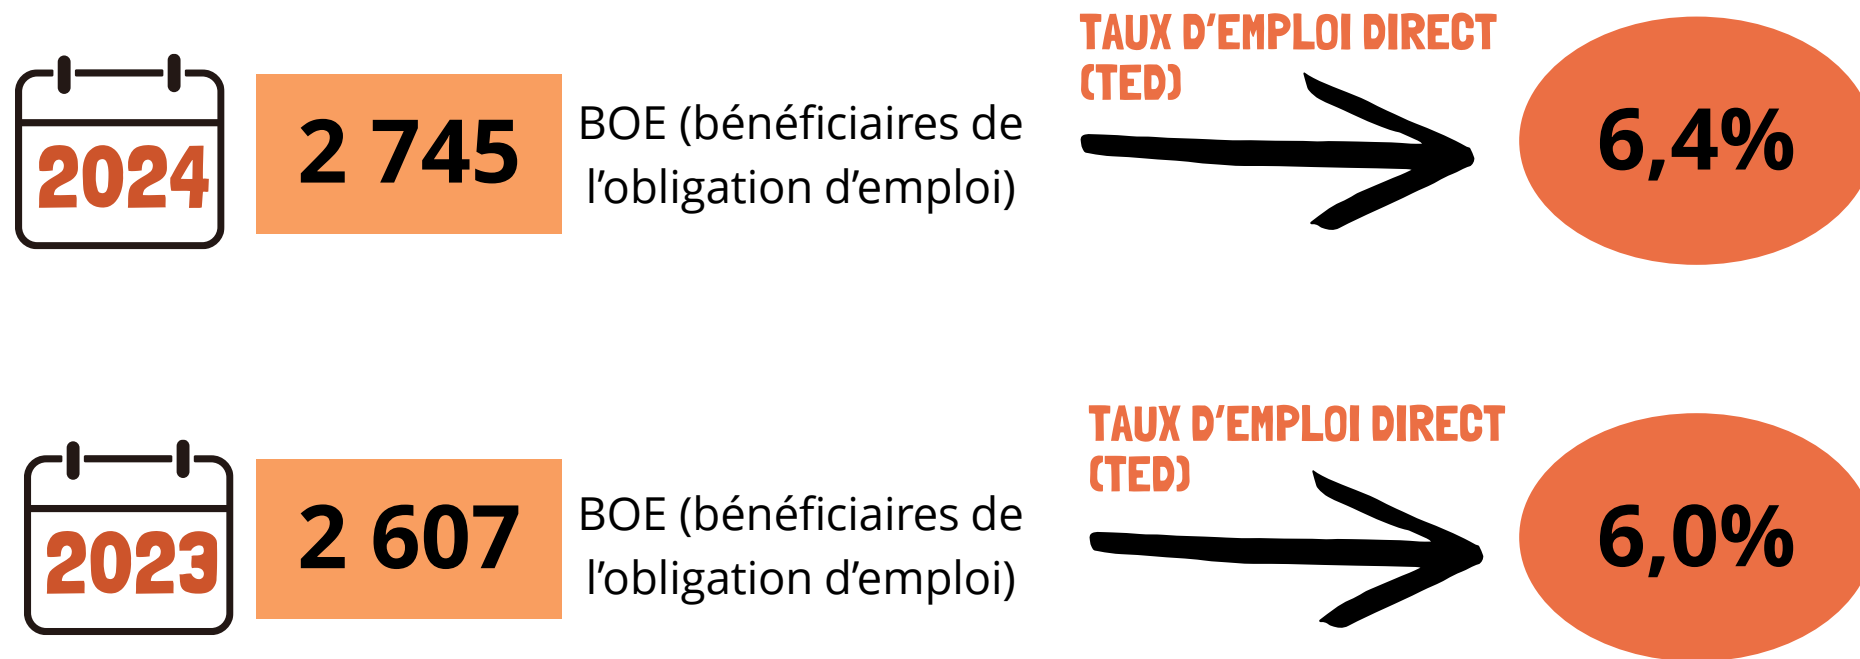 2024
2 745
BOE (bénéficiaires de
l’obligation d’emploi)
TAUX D’EMPLOI DIRECT
(TED)
6,4%
2023
2 607
BOE (bénéficiaires de
l’obligation d’emploi)
TAUX D’EMPLOI DIRECT
(TED)
6,0%